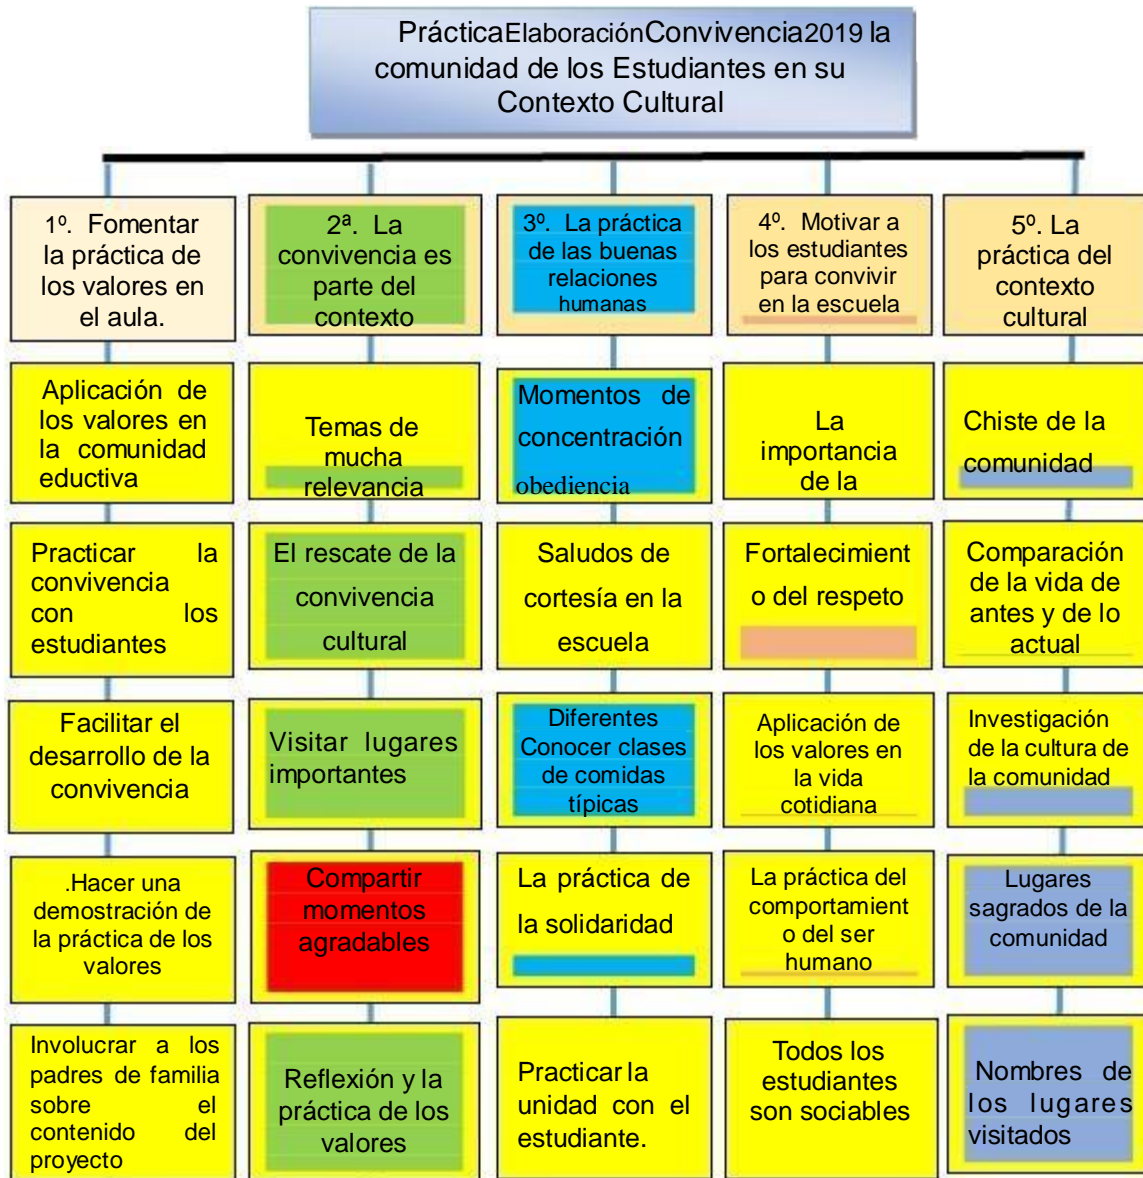 PrácticaElaboraciónConvivencia2019 la
comunidad de los Estudiantes en su
Contexto Cultural
1º. Fomentar
la práctica de
los valores en
el aula.
2ª. La
convivencia es
parte del
contexto
3º. La práctica
de las buenas
relaciones
humanas
4º. Motivar a
los estudiantes
para convivir
en la escuela
5º. La
práctica del
contexto
cultural
Aplicación de
los valores en
la comunidad
eductiva
Temas de
mucha
relevancia
Momentos de
concentración
obediencia
La
importancia
de la
Chiste de la
comunidad
Practicar la
convivencia
con los
estudiantes
El rescate de la
convivencia
cultural
Saludos de
cortesía en la
escuela
Fortalecimient
o del respeto
Comparación
de la vida de
antes y de lo
actual
Facilitar el
desarrollo de la
convivencia
Visitar lugares
importantes
Diferentes
Conocer clases
de comidas
típicas
Aplicación de
los valores en
la vida
cotidiana
Investigación
de la cultura de
la comunidad
.Hacer una
demostración de
la práctica de los
valores
Compartir
momentos
agradables
La práctica de
la solidaridad
La práctica del
comportamient
o del ser
humano
Lugares
sagrados de la
comunidad
Involucrar a los
padres de familia
sobre el
contenido del
proyecto
Reflexión y la
práctica de los
valores
Practicar la
unidad con el
estudiante.
Todos los
estudiantes
son sociables
Nombres de
los lugares
visitados